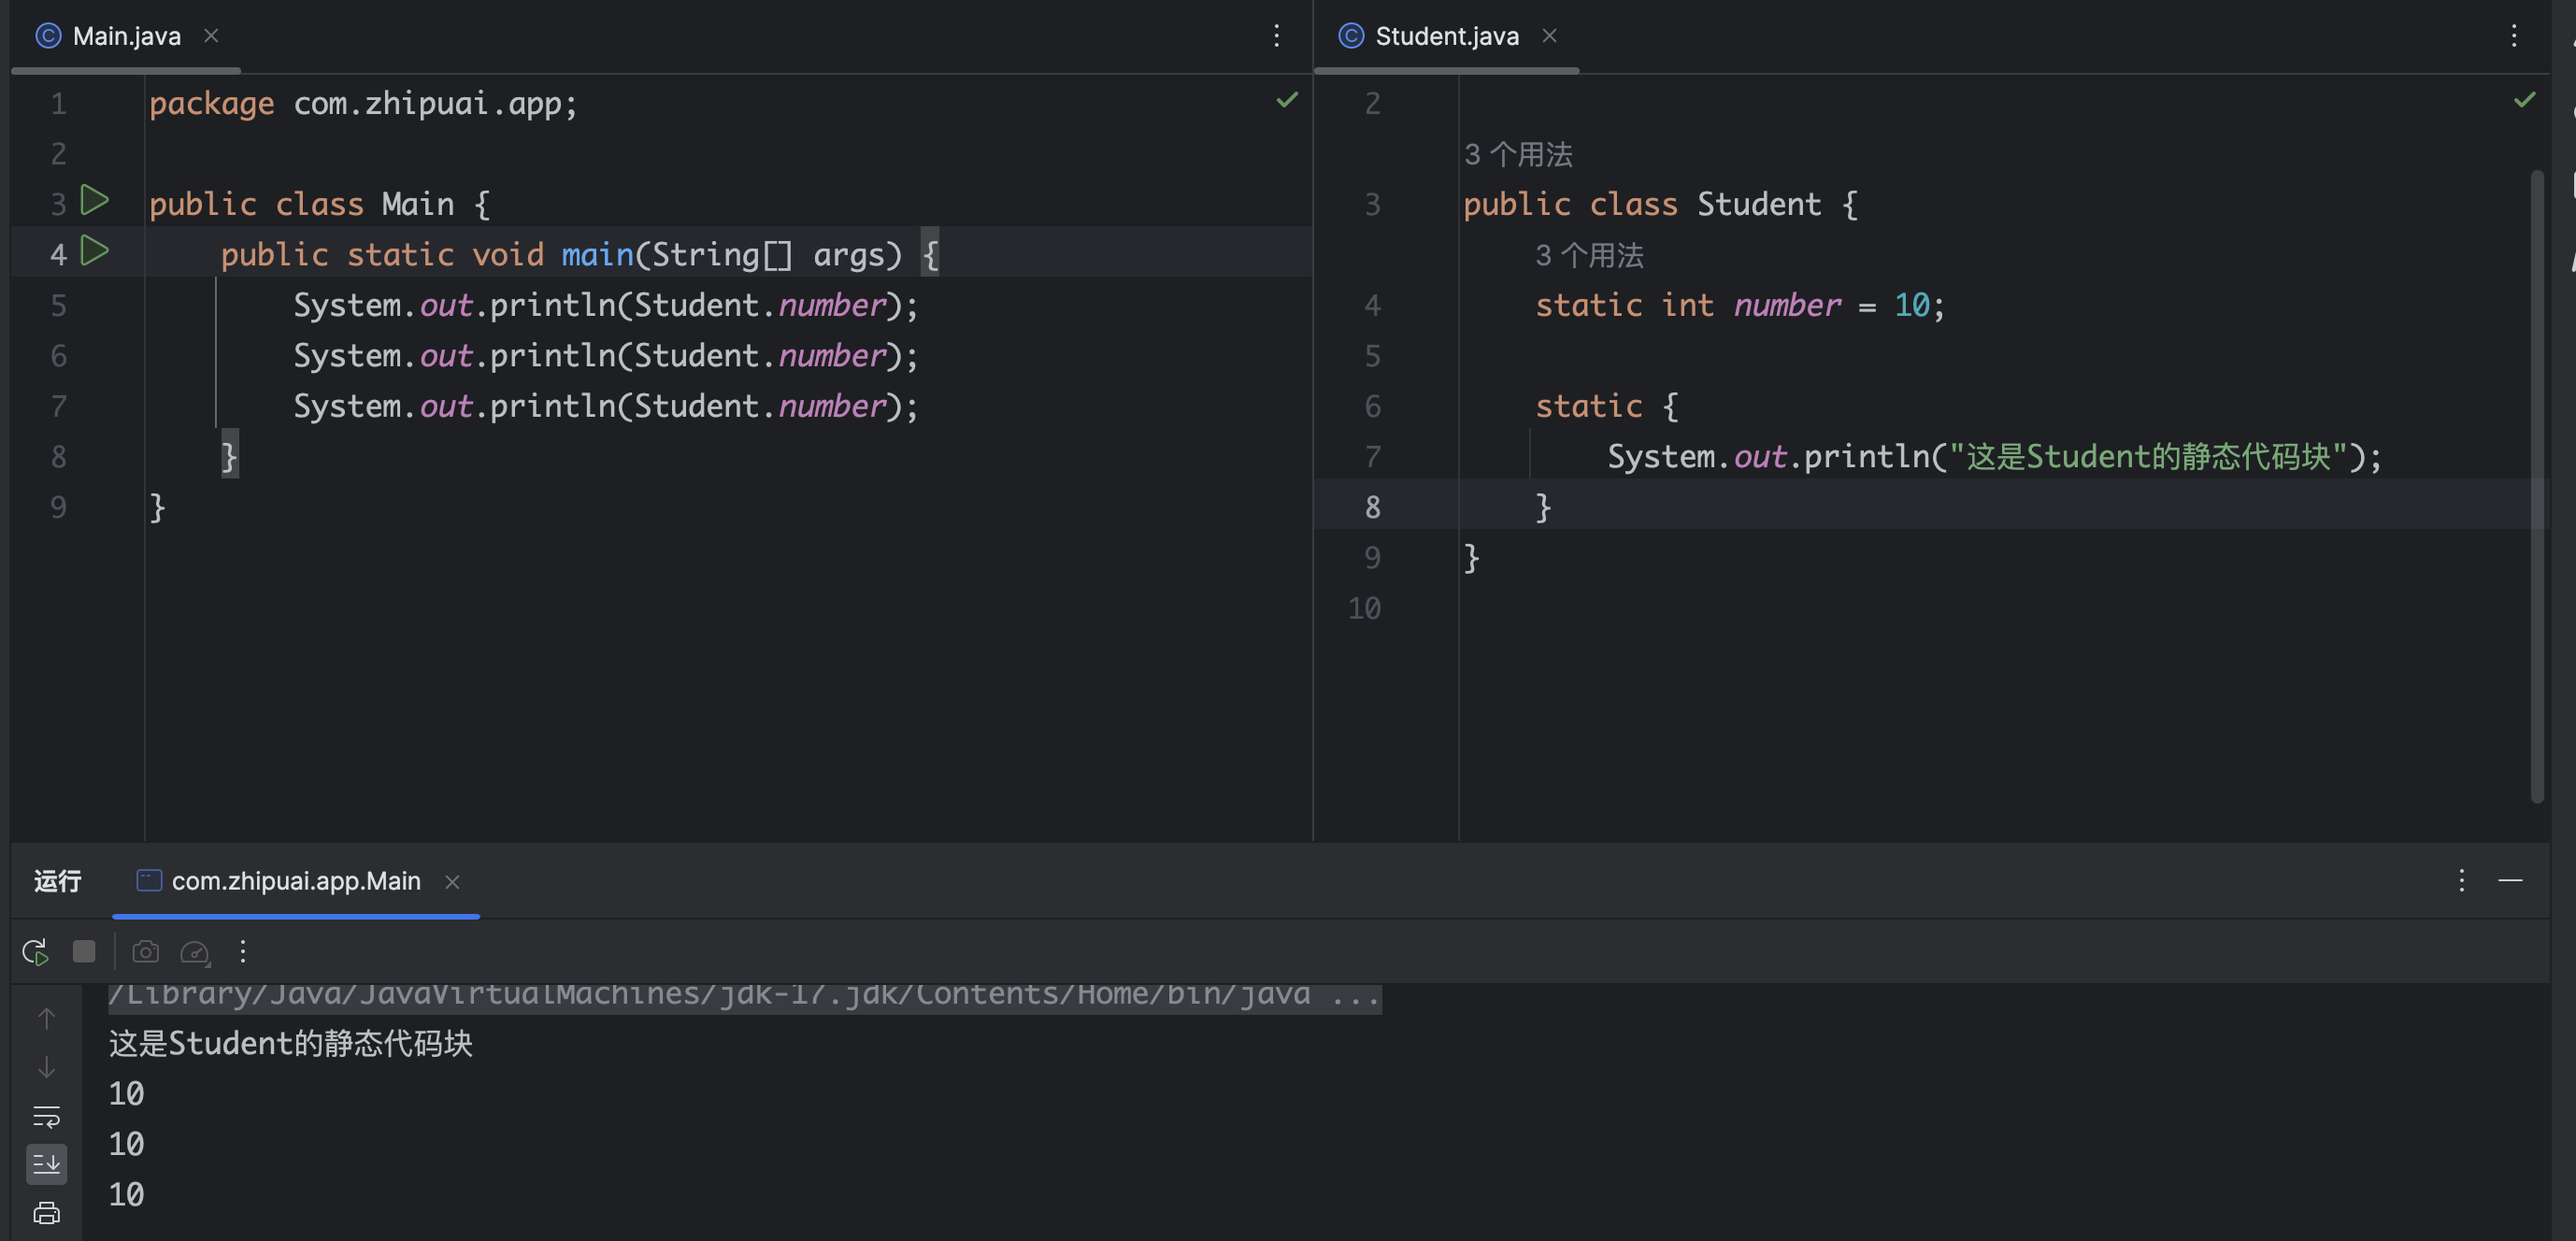 Main.java
1 package com.zhipuai.app;
2
3 public class Main {
4 public static void main(String[] args) {
5 System.out.println(Student.number);
6 System.out.println(Student.number);
7 System.out.println(Student.number);
8 }
9 }
Student.java
2
3 个用法
3 public class Student {
3 个用法
4 static int number = 10;
5
6 static {
7 System.out.println("这是Student的静态代码块");
8 }
9 }
10
运行 com.zhipuai.app.Main
/Library/Java/JavaVirtualMachines/jdk-17.jdk/Contents/Home/bin/java ...
这是Student的静态代码块
10
10
10